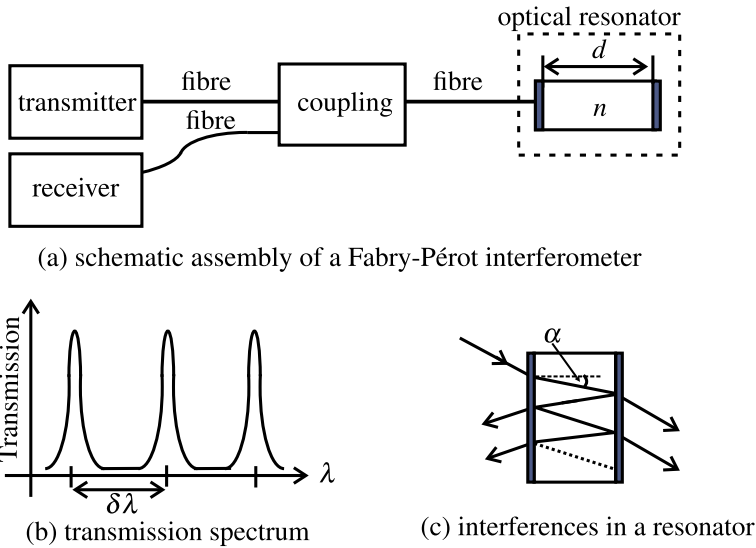 optical resonator
d
fibre
fibre
transmitter
coupling
n
fibre
receiver
(a) schematic assembly of a Fabry-Pérot interferometer
Transmission
α
λ
δλ
(b) transmission spectrum
(c) interferences in a resonator